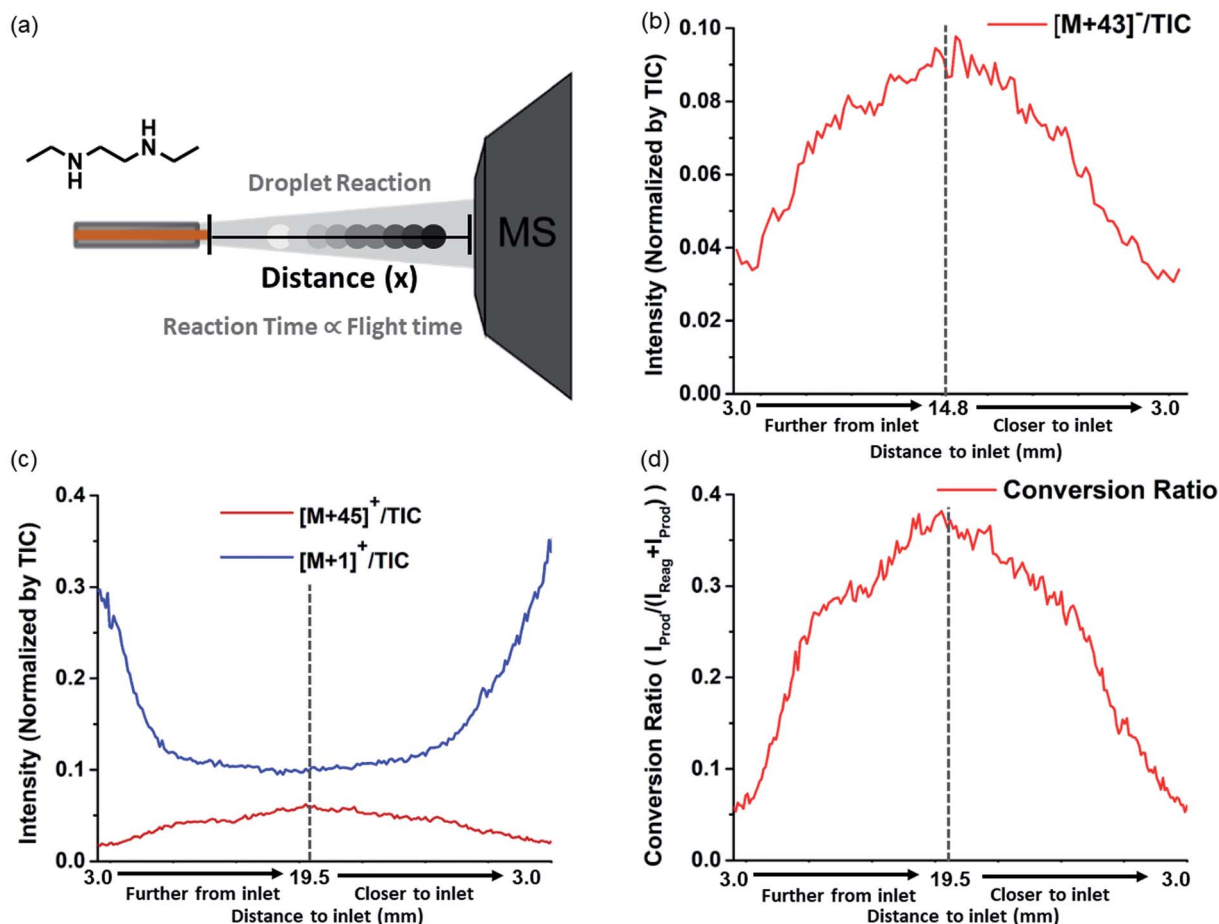 (a)
H
N
N
H
Droplet Reaction
MS
Distance (x)
Reaction Time ∝ Flight time
(b)
[M+43]⁻/TIC
Intensity (Normalized by TIC)
0.10
0.08
0.06
0.04
0.02
0.00
3.0 14.8 3.0
Further from inlet Closer to inlet
Distance to inlet (mm)
(c)
[M+45]⁺/TIC
[M+1]⁺/TIC
Intensity (Normalized by TIC)
0.4
0.3
0.2
0.1
0.0
3.0 19.5 3.0
Further from inlet Closer to inlet
Distance to inlet (mm)
(d)
Conversion Ratio
Conversion Ratio ( I_Prod/(I_Reag+I_Prod) )
0.4
0.3
0.2
0.1
0.0
3.0 19.5 3.0
Further from inlet Closer to inlet
Distance to inlet (mm)